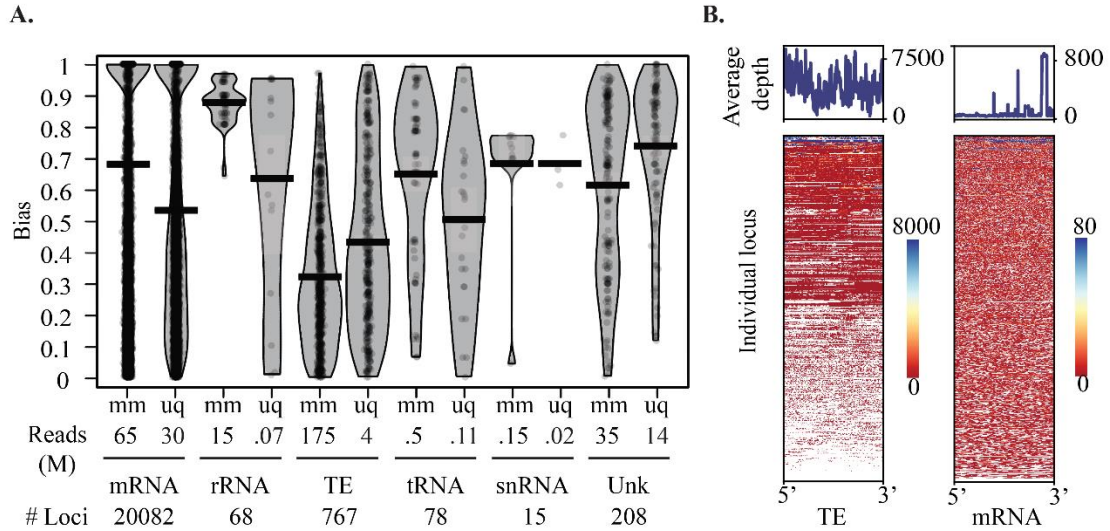 A.
Bias
1
0.9
0.8
0.7
0.6
0.5
0.4
0.3
0.2
0.1
0
mm uq mm uq mm uq mm uq mm uq mm uq
Reads (M) 65 30 15 .07 175 4 .5 .11 .15 .02 35 14
mRNA rRNA TE tRNA snRNA Unk
# Loci 20082 68 767 78 15 208
B.
Average depth
7500
0
800
0
Individual locus
8000
0
80
0
5’ 3’ 5’ 3’
TE mRNA